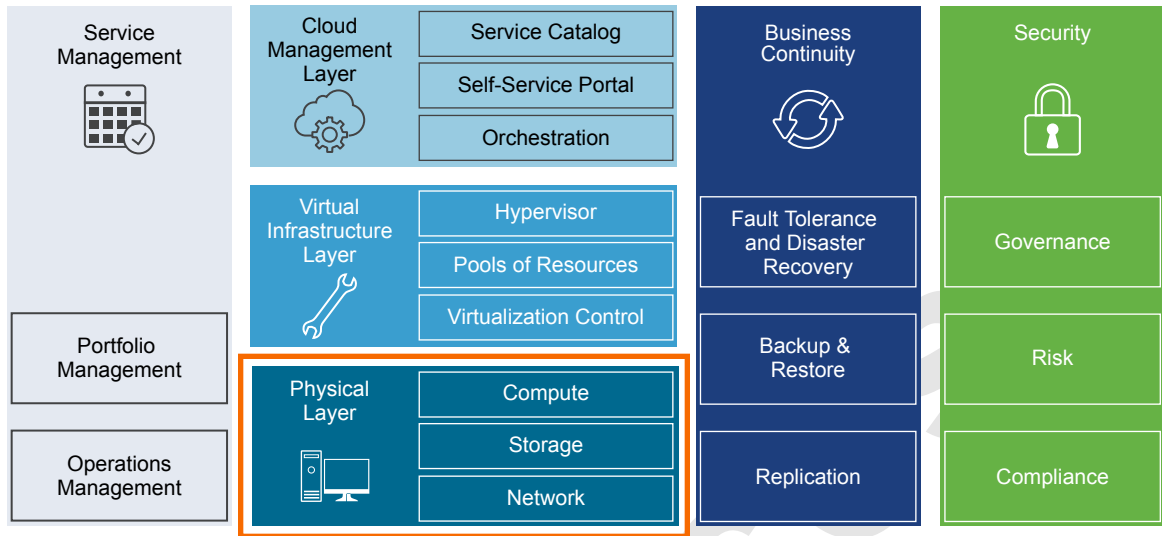 Service
Management
Portfolio
Management
Operations
Management
Cloud
Management
Layer
Service Catalog
Self-Service Portal
Orchestration
Virtual
Infrastructure
Layer
Hypervisor
Pools of Resources
Virtualization Control
Physical
Layer
Compute
Storage
Network
Business
Continuity
Fault Tolerance
and Disaster
Recovery
Backup &
Restore
Replication
Security
Governance
Risk
Compliance